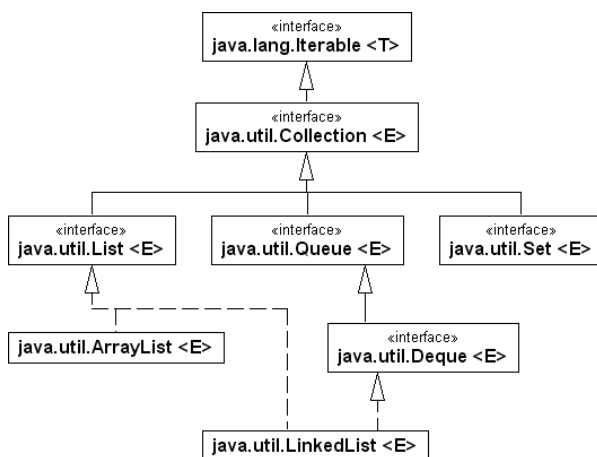 «interface»
java.lang.Iterable <T>
«interface»
java.util.Collection <E>
«interface»
java.util.List <E>
«interface»
java.util.Queue <E>
«interface»
java.util.Set <E>
java.util.ArrayList <E>
«interface»
java.util.Deque <E>
java.util.LinkedList <E>